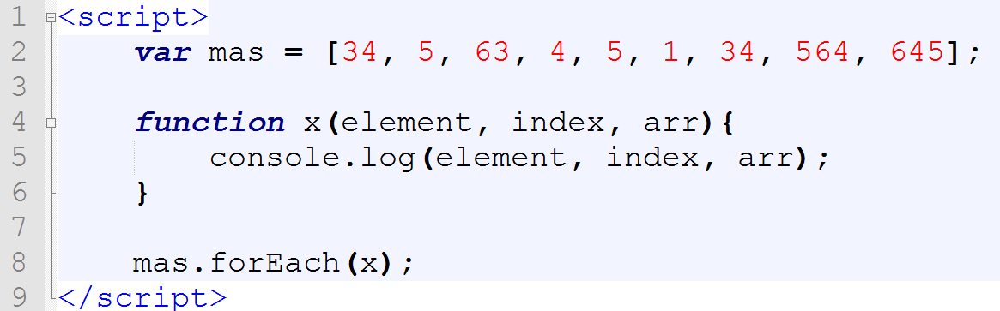 1 <script>
2     var mas = [34, 5, 63, 4, 5, 1, 34, 564, 645];
3
4     function x(element, index, arr){
5         console.log(element, index, arr);
6     }
7
8     mas.forEach(x);
9 </script>